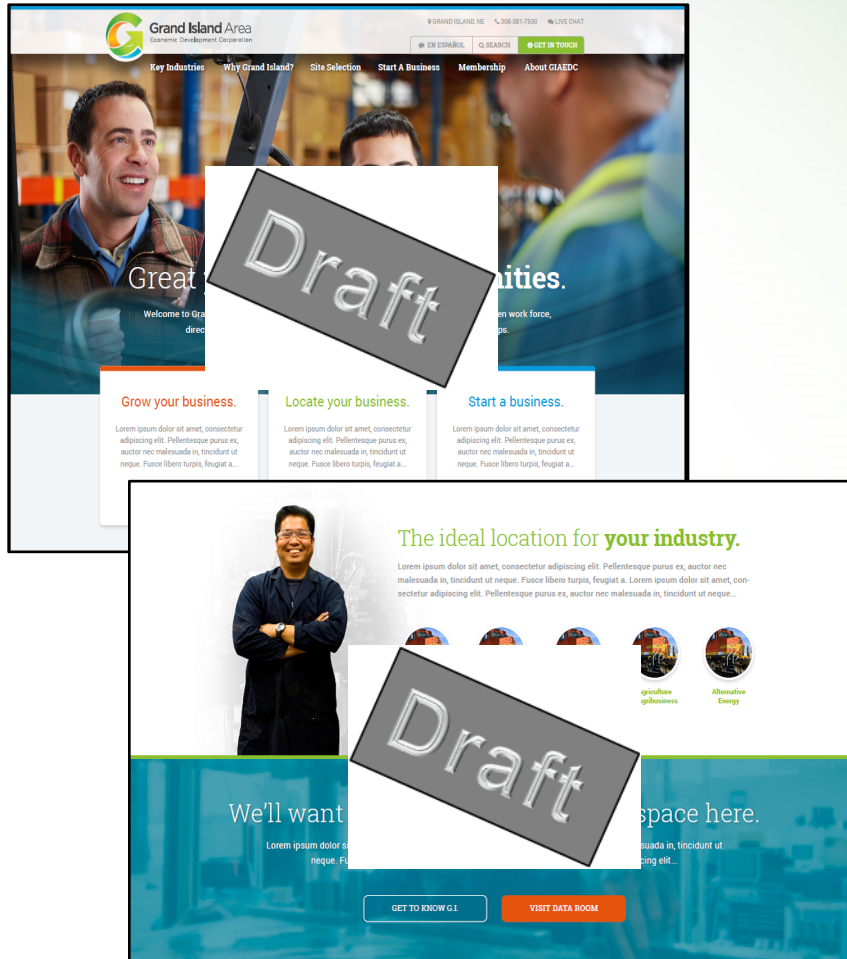 Grand Island Area
Economic Development Corporation
GRAND ISLAND, NE 308-381-7500 LIVE CHAT
EN ESPAÑOL SEARCH GET IN TOUCH
Key Industries Why Grand Island? Site Selection Start A Business Membership About GIAEDC
Great
Draft
nities.
Welcome to Gra
en work force,
direc
ps.
Grow your business.
Lorem ipsum dolor sit amet, consectetur
adipiscing elit. Pellentesque purus ex,
auctor nec malesuada in, tincidunt ut
neque. Fusce libero turpis, feugiat a...
Locate your business.
Lorem ipsum dolor sit amet, consectetur
adipiscing elit. Pellentesque purus ex,
auctor nec malesuada in, tincidunt ut
neque. Fusce libero turpis, feugiat a...
Start a business.
Lorem ipsum dolor sit amet, consectetur
adipiscing elit. Pellentesque purus ex,
auctor nec malesuada in, tincidunt ut
neque. Fusce libero turpis, feugiat a...
The ideal location for your industry.
Lorem ipsum dolor sit amet, consectetur adipiscing elit. Pellentesque purus ex, auctor nec
malesuada in, tincidunt ut neque. Fusce libero turpis, feugiat a. Lorem ipsum dolor sit amet, con-
sectetur adipiscing elit. Pellentesque purus ex, auctor nec malesuada in, tincidunt ut neque...
griculture
gribusiness
Alternative
Energy
Draft
We'll want
space here.
Lorem ipsum dolor si
suada in, tincidunt ut
neque. Fu
cing elit...
GET TO KNOW G.I.
VISIT DATA ROOM